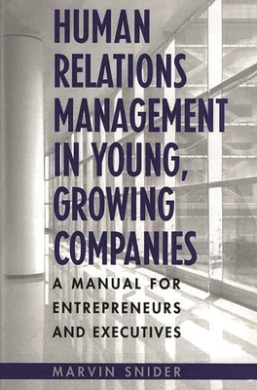 HUMAN
RELATIONS
MANAGEMENT
IN YOUNG,
GROWING
COMPANIES
A MANUAL FOR
ENTREPRENEURS
AND EXECUTIVES
MARVIN SNIDER